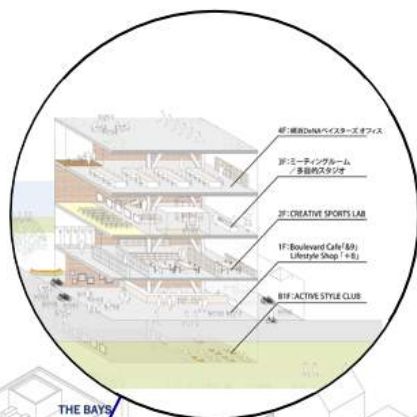 4F:横浜DeNAベイスターズ オフィス
3F:ミーティングルーム
／多目的スタジオ
2F:CREATIVE SPORTS LAB
1F:Boulevard Cafe「&9」
Lifestyle Shop「+B」
B1F:ACTIVE STYLE CLUB
THE BAYS